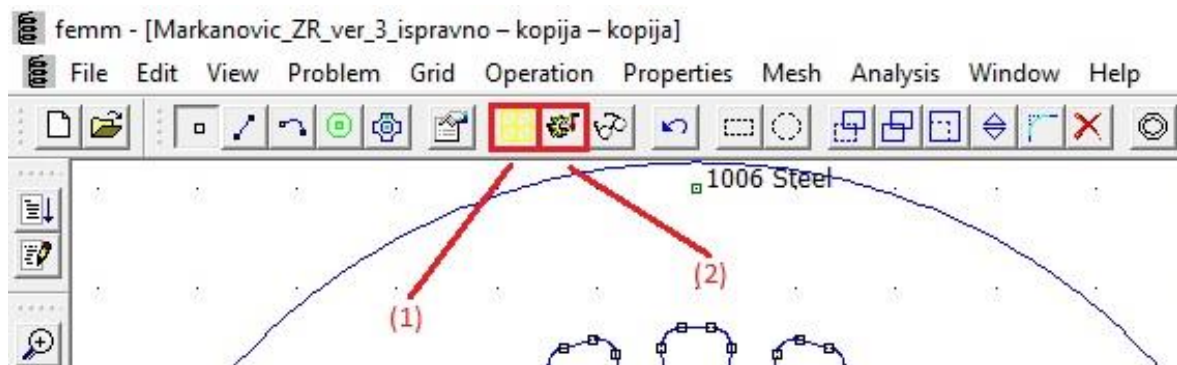 femm - [Markanovic_ZR_ver_3_ispravno – kopija – kopija]
File Edit View Problem Grid Operation Properties Mesh Analysis Window Help
1006 Steel
(2)
(1)